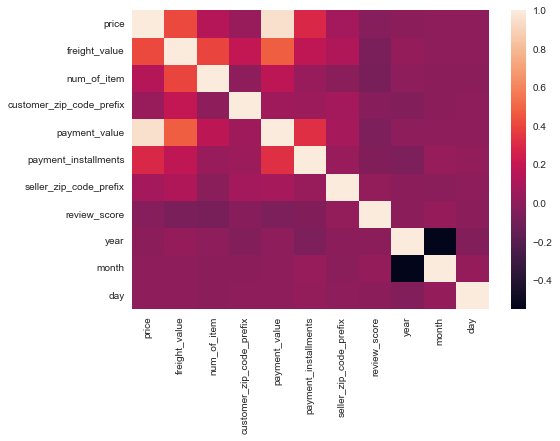 price
freight_value
num_of_item
customer_zip_code_prefix
payment_value
payment_installments
seller_zip_code_prefix
review_score
year
month
day
price
freight_value
num_of_item
customer_zip_code_prefix
payment_value
payment_installments
seller_zip_code_prefix
review_score
year
month
day
1.0
0.8
0.6
0.4
0.2
0.0
−0.2
−0.4